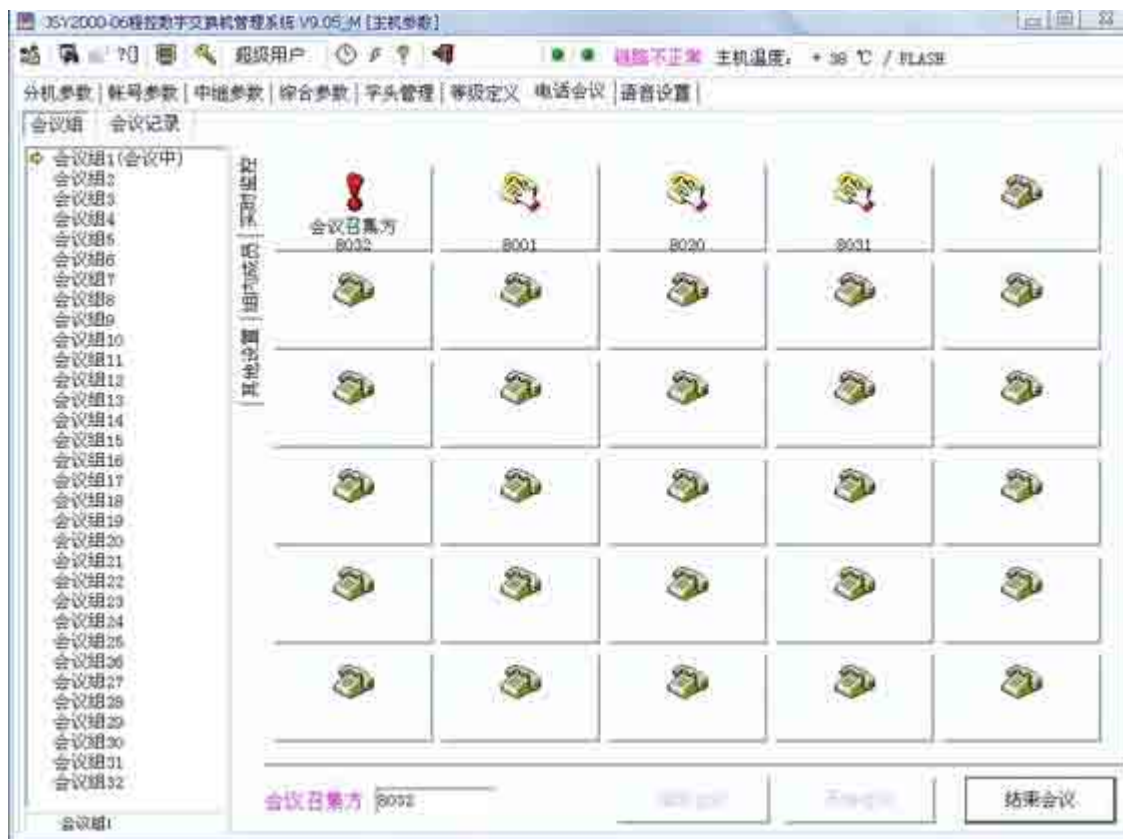 JSY2000-06程控数字交换机管理系统 V9.05_M [主机参数]
超级用户 链路不正常 主机温度: + 38 ℃ / FLASH
分机参数 帐号参数 中继参数 综合参数 字头管理 等级定义 电话会议 语音设置
会议组 会议记录
会议组1(会议中)
会议组2
会议组3
会议组4
会议组5
会议组6
会议组7
会议组8
会议组9
会议组10
会议组11
会议组12
会议组13
会议组14
会议组15
会议组16
会议组17
会议组18
会议组19
会议组20
会议组21
会议组22
会议组23
会议组24
会议组25
会议组26
会议组27
会议组28
会议组29
会议组30
会议组31
会议组32
会议组1
实时监控
组内成员
其他设置
会议召集方
8032 8001 8020 8031
会议召集方 8032
结束会议